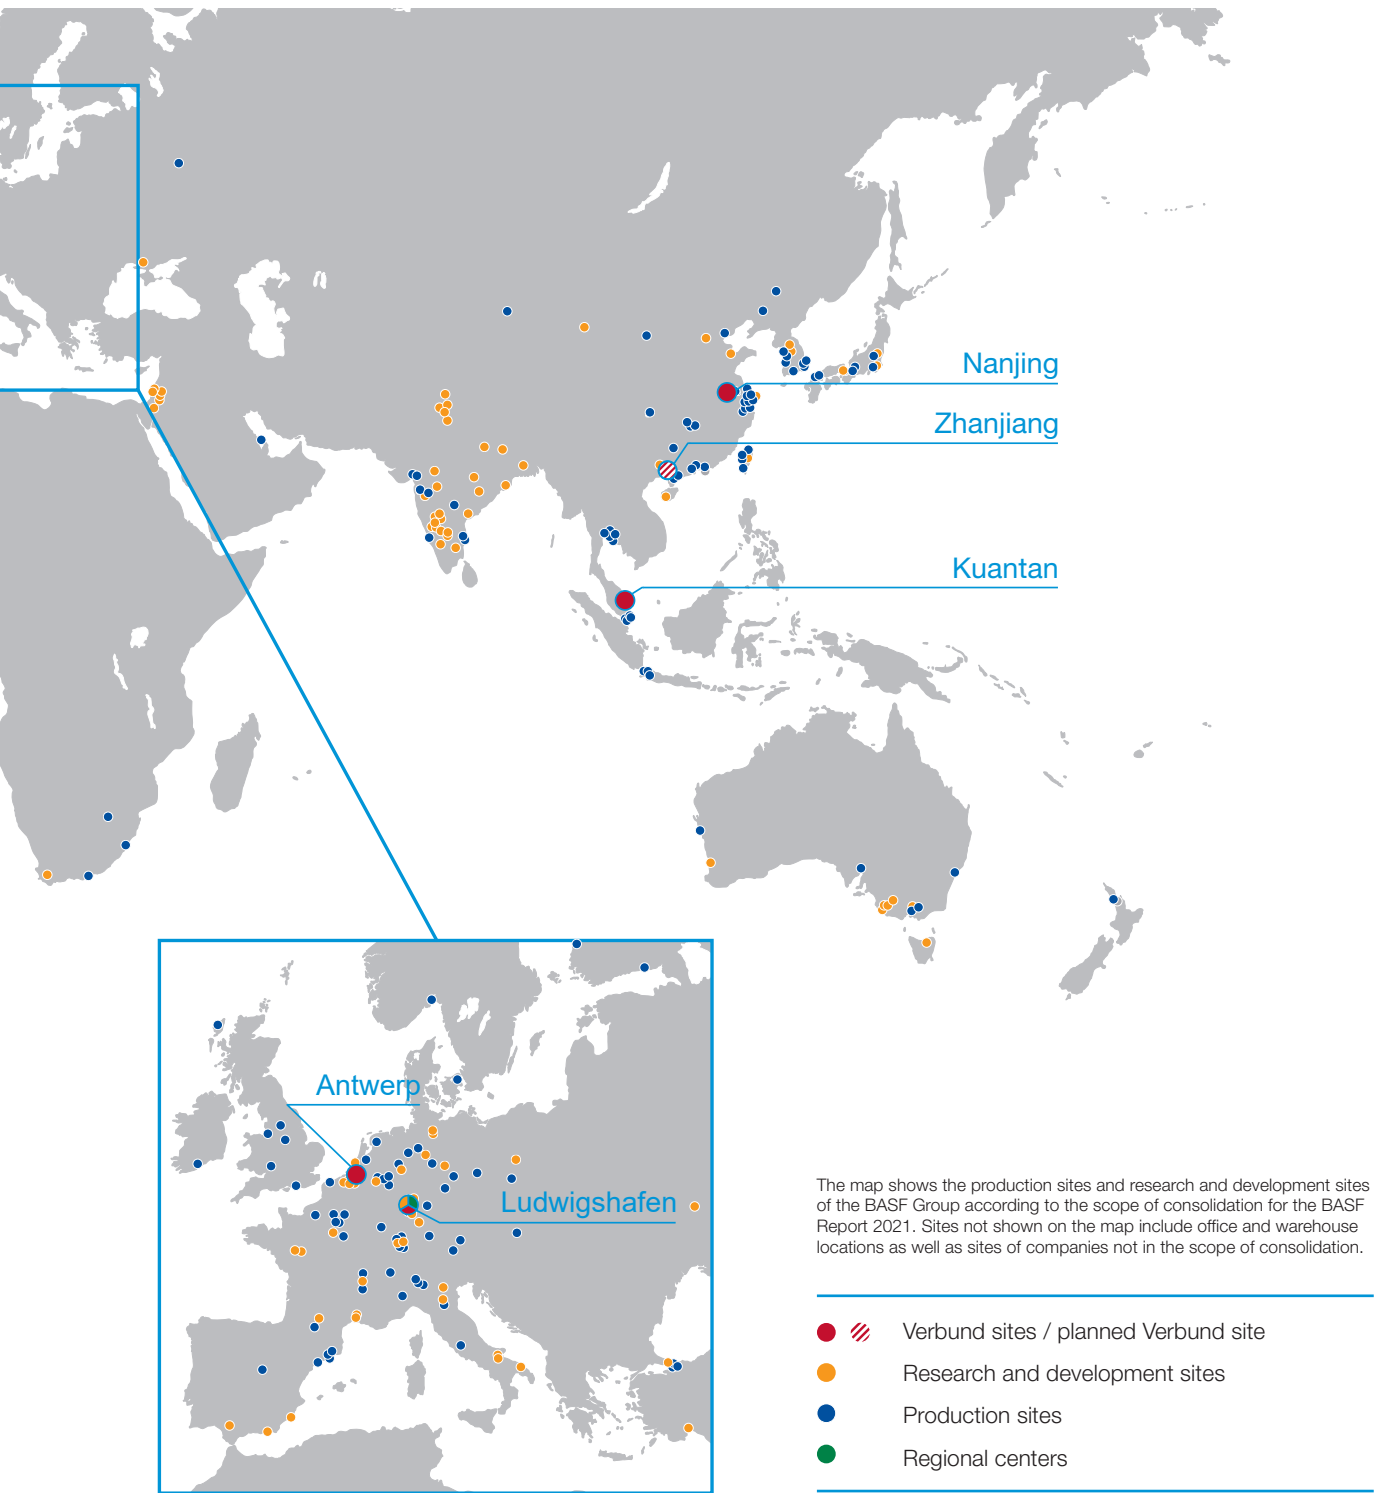 Nanjing
Zhanjiang
Kuantan
Antwerp
Ludwigshafen
The map shows the production sites and research and development sites
of the BASF Group according to the scope of consolidation for the BASF
Report 2021. Sites not shown on the map include office and warehouse
locations as well as sites of companies not in the scope of consolidation.
Verbund sites / planned Verbund site
Research and development sites
Production sites
Regional centers